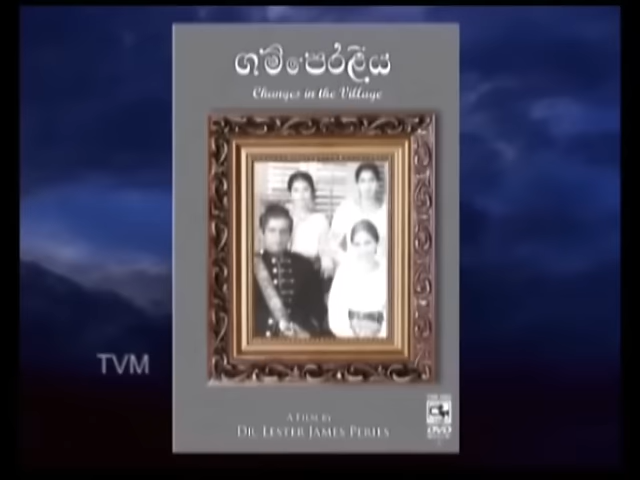 ගම්පෙරළිය
Changes in the Village
TVM
A FILM BY
DR. LESTER JAMES PERIES
DVD